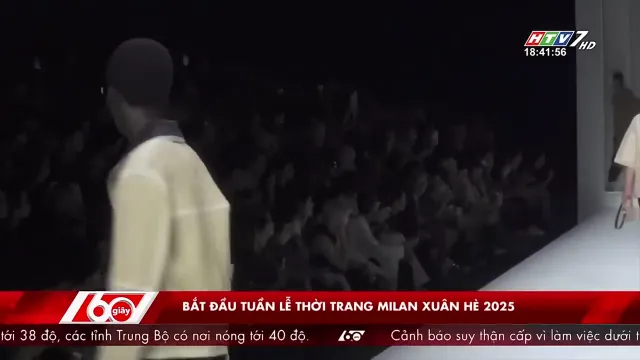 HTV7 HD
18:41:56
60 giây
BẮT ĐẦU TUẦN LỄ THỜI TRANG MILAN XUÂN HÈ 2025
tới 38 độ, các tỉnh Trung Bộ có nơi nóng tới 40 độ. 60 Cảnh báo suy thận cấp vì làm việc dưới t